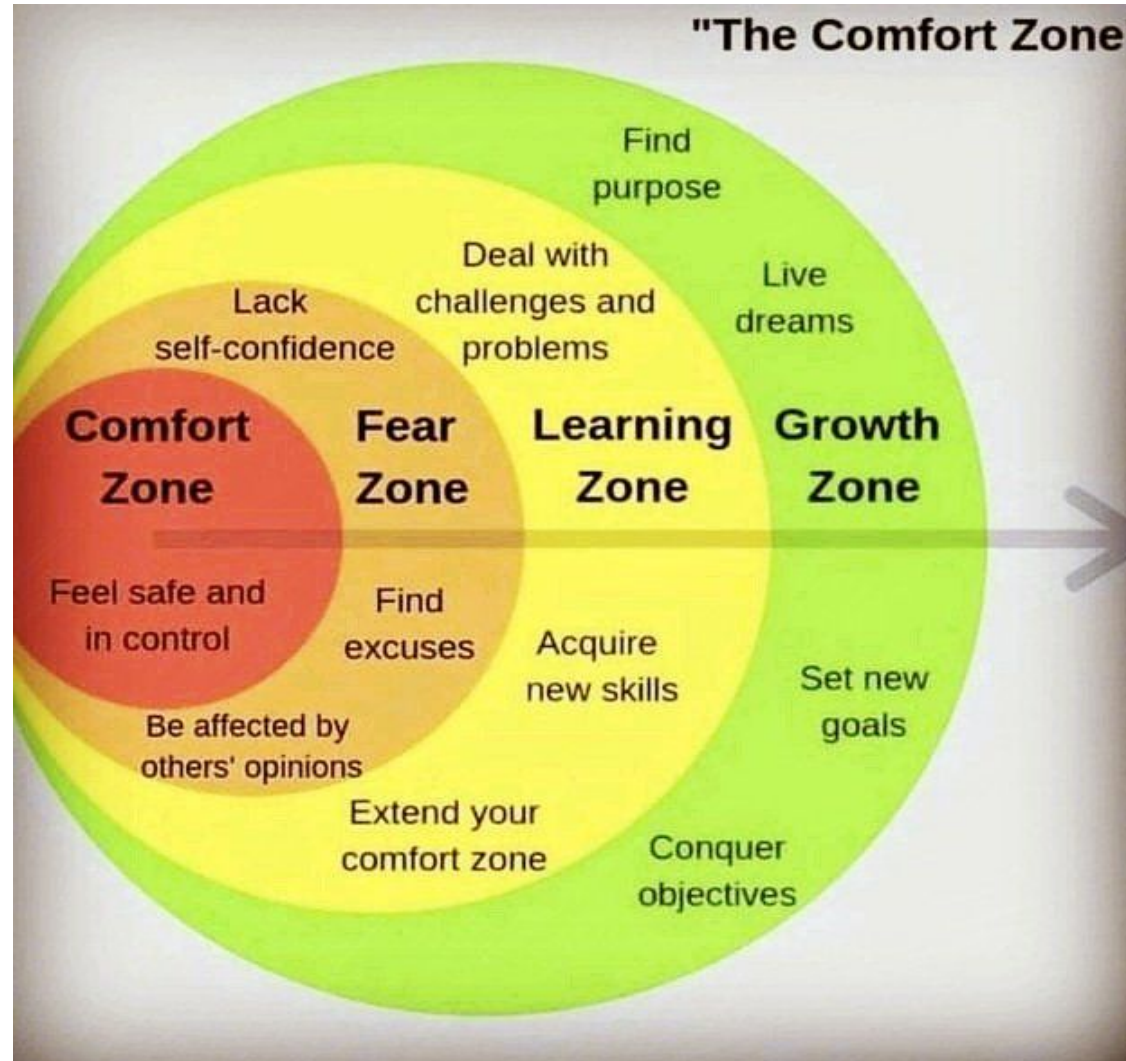 "The Comfort Zone
Find
purpose
Live
dreams
Deal with
challenges and
problems
Lack
self-confidence
Comfort
Zone
Fear
Zone
Learning
Zone
Growth
Zone
Feel safe and
in control
Find
excuses
Acquire
new skills
Set new
goals
Be affected by
others' opinions
Extend your
comfort zone
Conquer
objectives